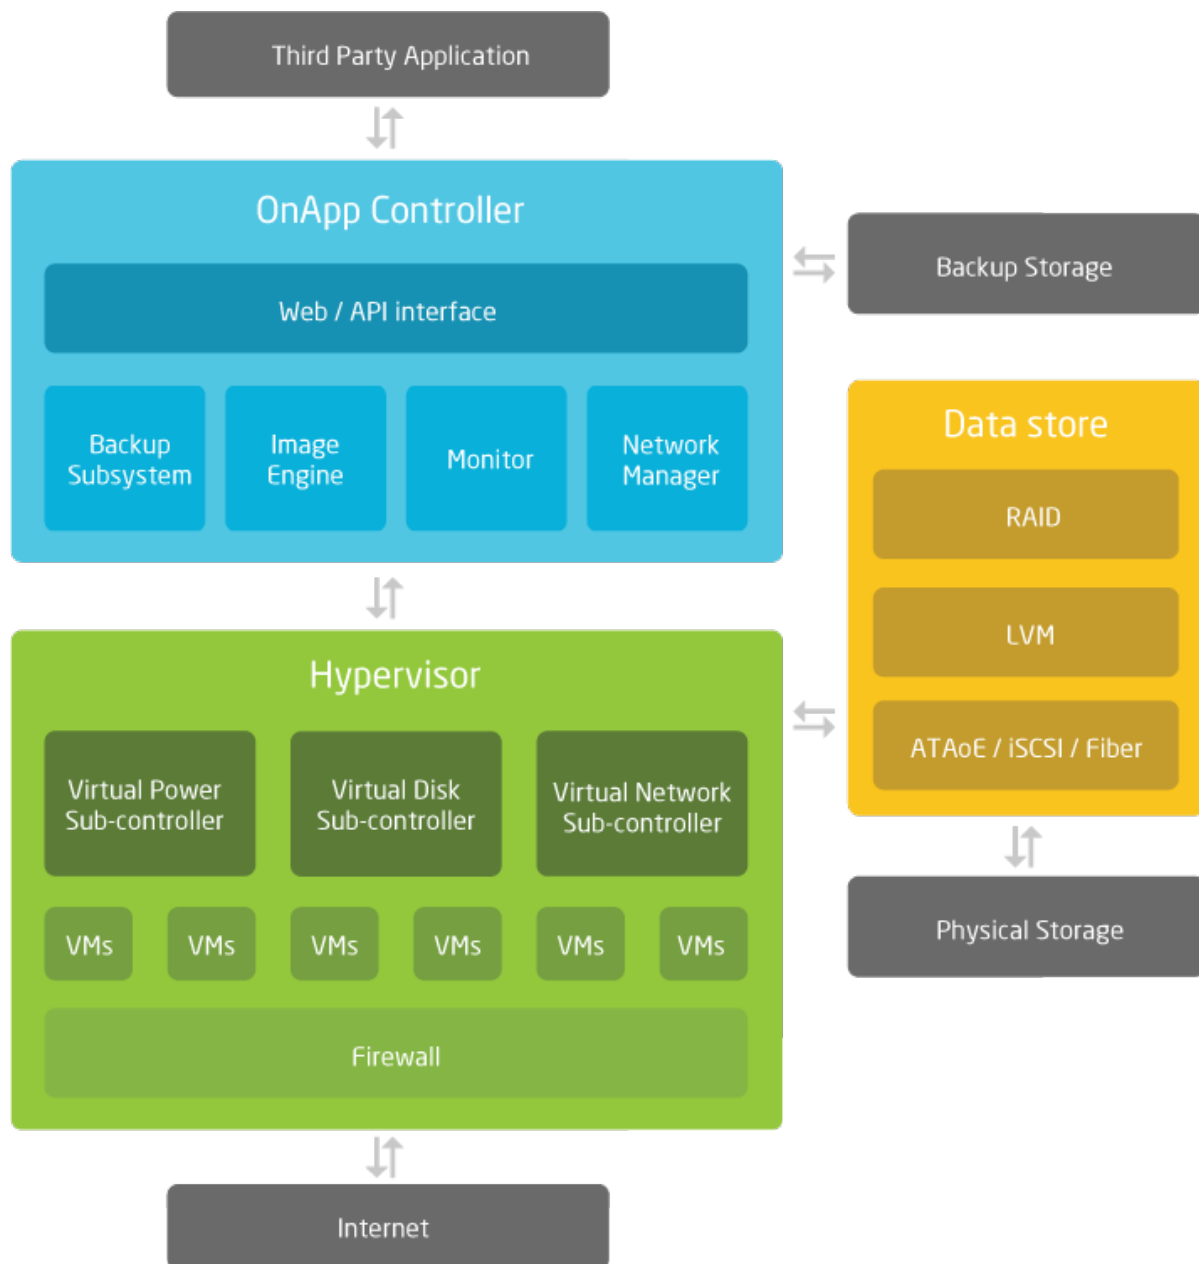 Third Party Application
OnApp Controller
Web / API interface
Backup
Subsystem
Image
Engine
Monitor
Network
Manager
Backup Storage
Data store
RAID
LVM
ATAoE / iSCSI / Fiber
Physical Storage
Hypervisor
Virtual Power
Sub-controller
Virtual Disk
Sub-controller
Virtual Network
Sub-controller
VMs
VMs
VMs
VMs
VMs
VMs
Firewall
Internet